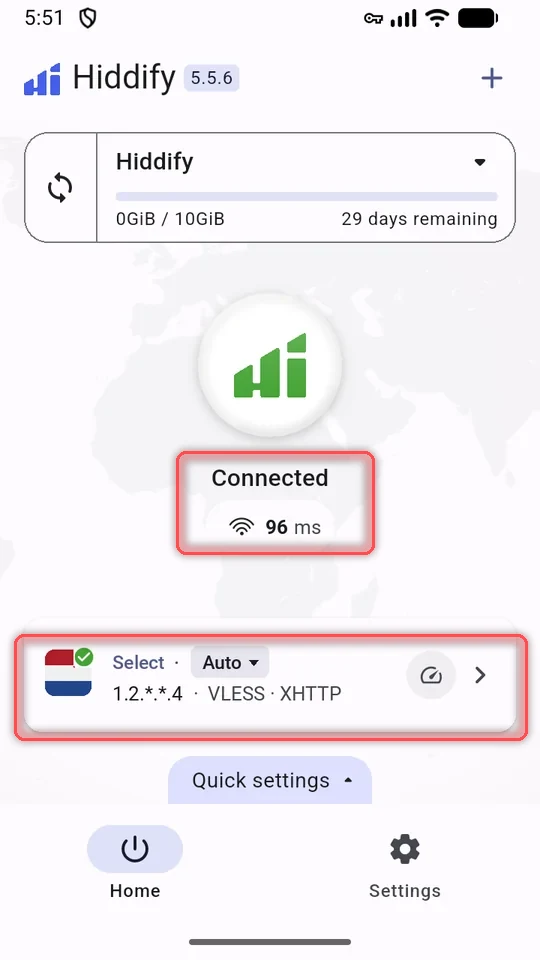 5:51
Hiddify 5.5.6
Hiddify
0GiB / 10GiB 29 days remaining
Connected
96 ms
Select · Auto
1.2.*.*.4 · VLESS · XHTTP
Quick settings
Home Settings